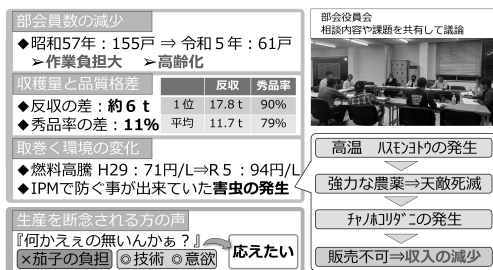 部会員数の減少
◆昭和57年：155戸 ⇒ 令和５年：61戸
➢作業負担大 ➢高齢化
収穫量と品質格差
◆反収の差：約６ｔ
◆秀品率の差：11%
反収 秀品率
１位 17.8ｔ 90%
平均 11.7ｔ 79%
取巻く環境の変化
◆燃料高騰 H29：71円/L⇒R５：94円/L
◆IPMで防ぐ事が出来ていた害虫の発生
生産を断念される方の声
『何かえぇの無いんかぁ？』
×茄子の負担 ◎技術 ◎意欲
応えたい
部会役員会
相談内容や課題を共有して議論
高温 ﾊｽﾓﾝﾖﾄｳの発生
強力な農薬⇒天敵死滅
ﾁｬﾉﾎｺﾘﾀﾞﾆの発生
販売不可⇒収入の減少